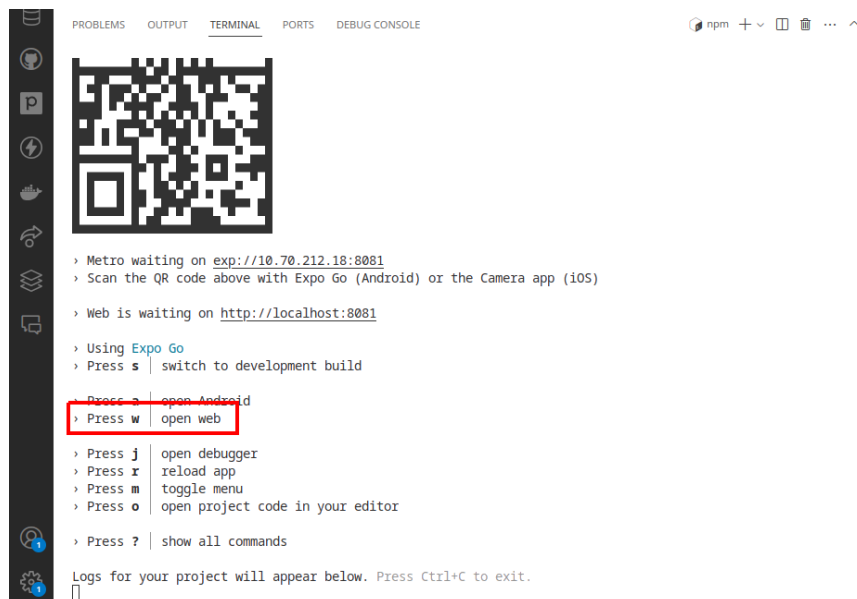 PROBLEMS OUTPUT TERMINAL PORTS DEBUG CONSOLE npm
› Metro waiting on exp://10.70.212.18:8081
› Scan the QR code above with Expo Go (Android) or the Camera app (iOS)
› Web is waiting on http://localhost:8081
› Using Expo Go
› Press s │ switch to development build
› Press a │ open Android
› Press w │ open web
› Press j │ open debugger
› Press r │ reload app
› Press m │ toggle menu
› Press o │ open project code in your editor
› Press ? │ show all commands
Logs for your project will appear below. Press Ctrl+C to exit.
p
1
1